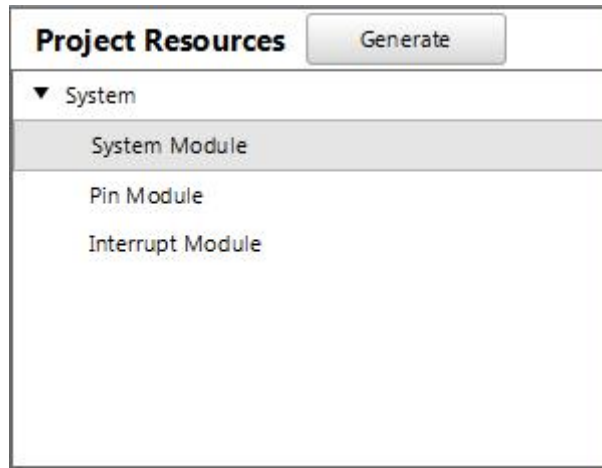 Project Resources Generate
System
System Module
Pin Module
Interrupt Module